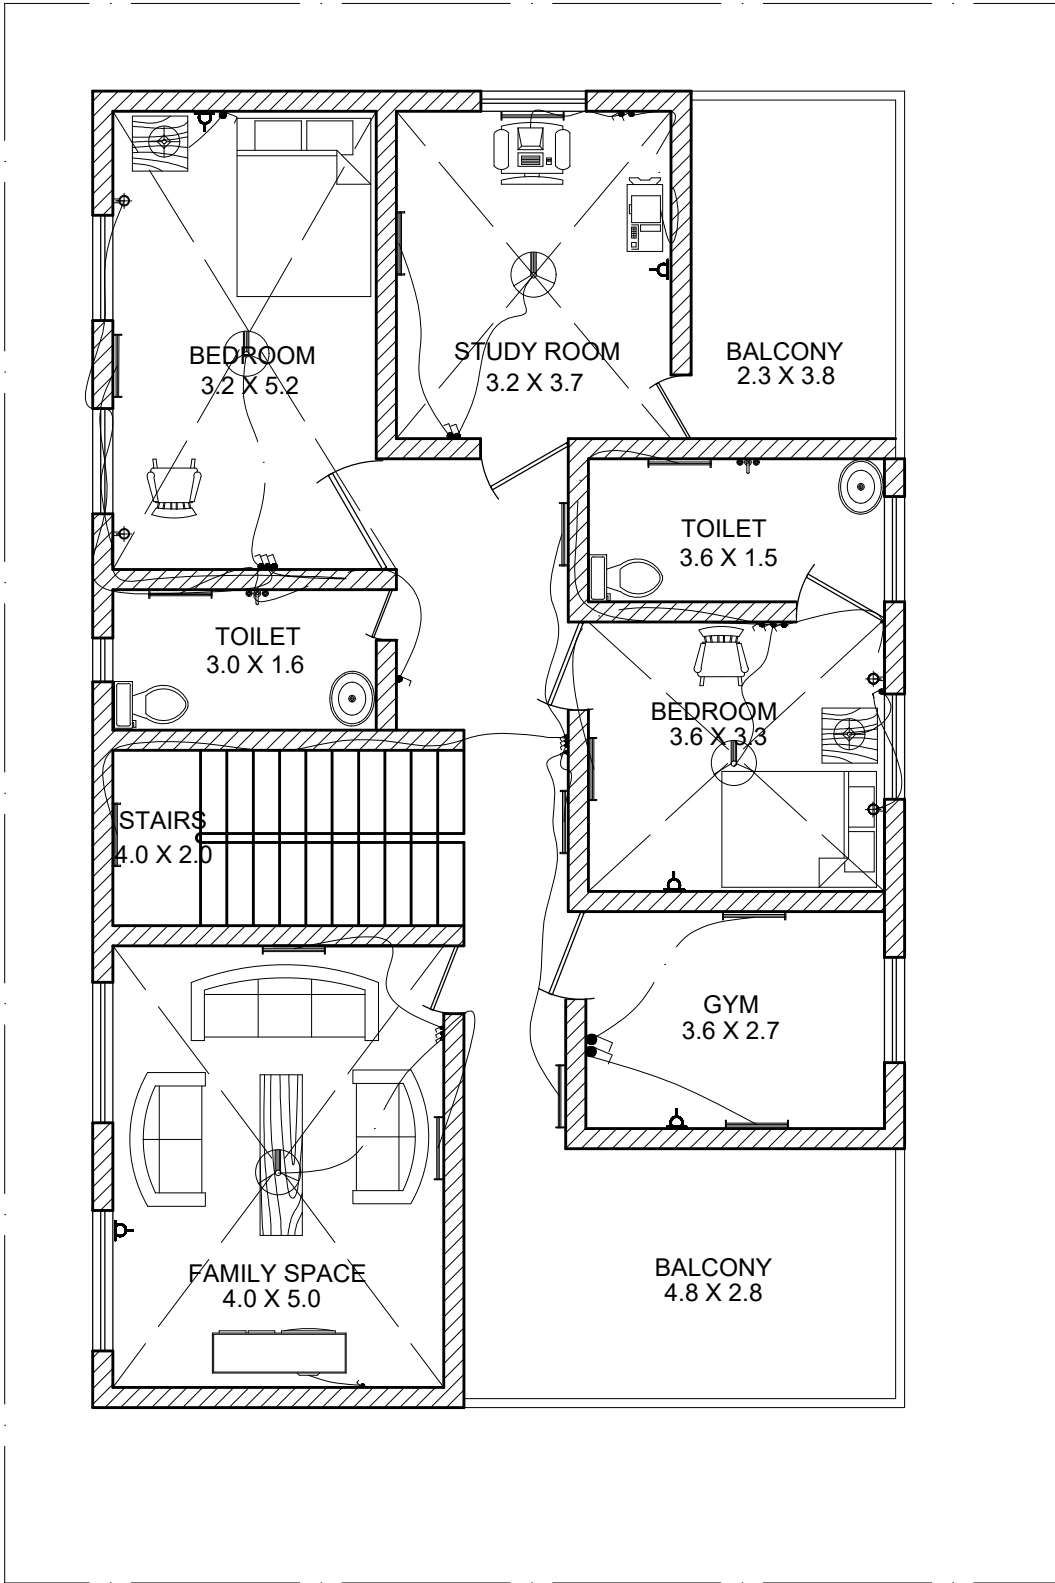 BEDROOM
3.2 X 5.2
STUDY ROOM
3.2 X 3.7
BALCONY
2.3 X 3.8
TOILET
3.6 X 1.5
TOILET
3.0 X 1.6
BEDROOM
3.6 X 3.3
STAIRS
4.0 X 2.0
GYM
3.6 X 2.7
FAMILY SPACE
4.0 X 5.0
BALCONY
4.8 X 2.8